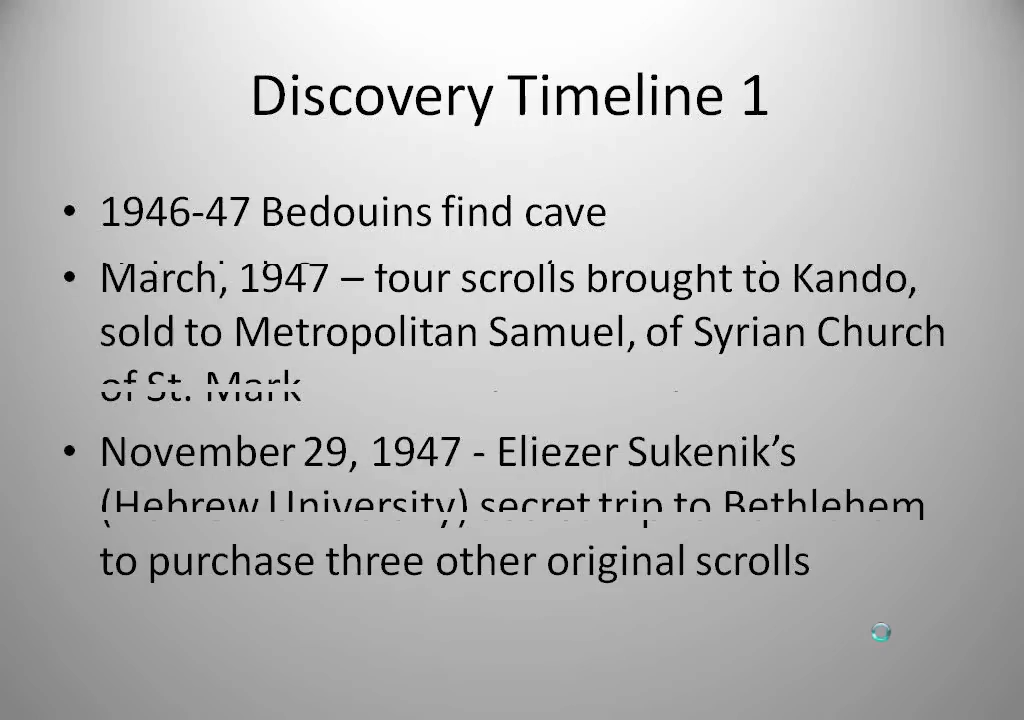 Discovery Timeline 1
• 1946-47 Bedouins find cave
• March, 1947 – four scrolls brought to Kando,
sold to Metropolitan Samuel, of Syrian Church
of St. Mark
• November 29, 1947 - Eliezer Sukenik’s
(Hebrew University) secret trip to Bethlehem
to purchase three other original scrolls